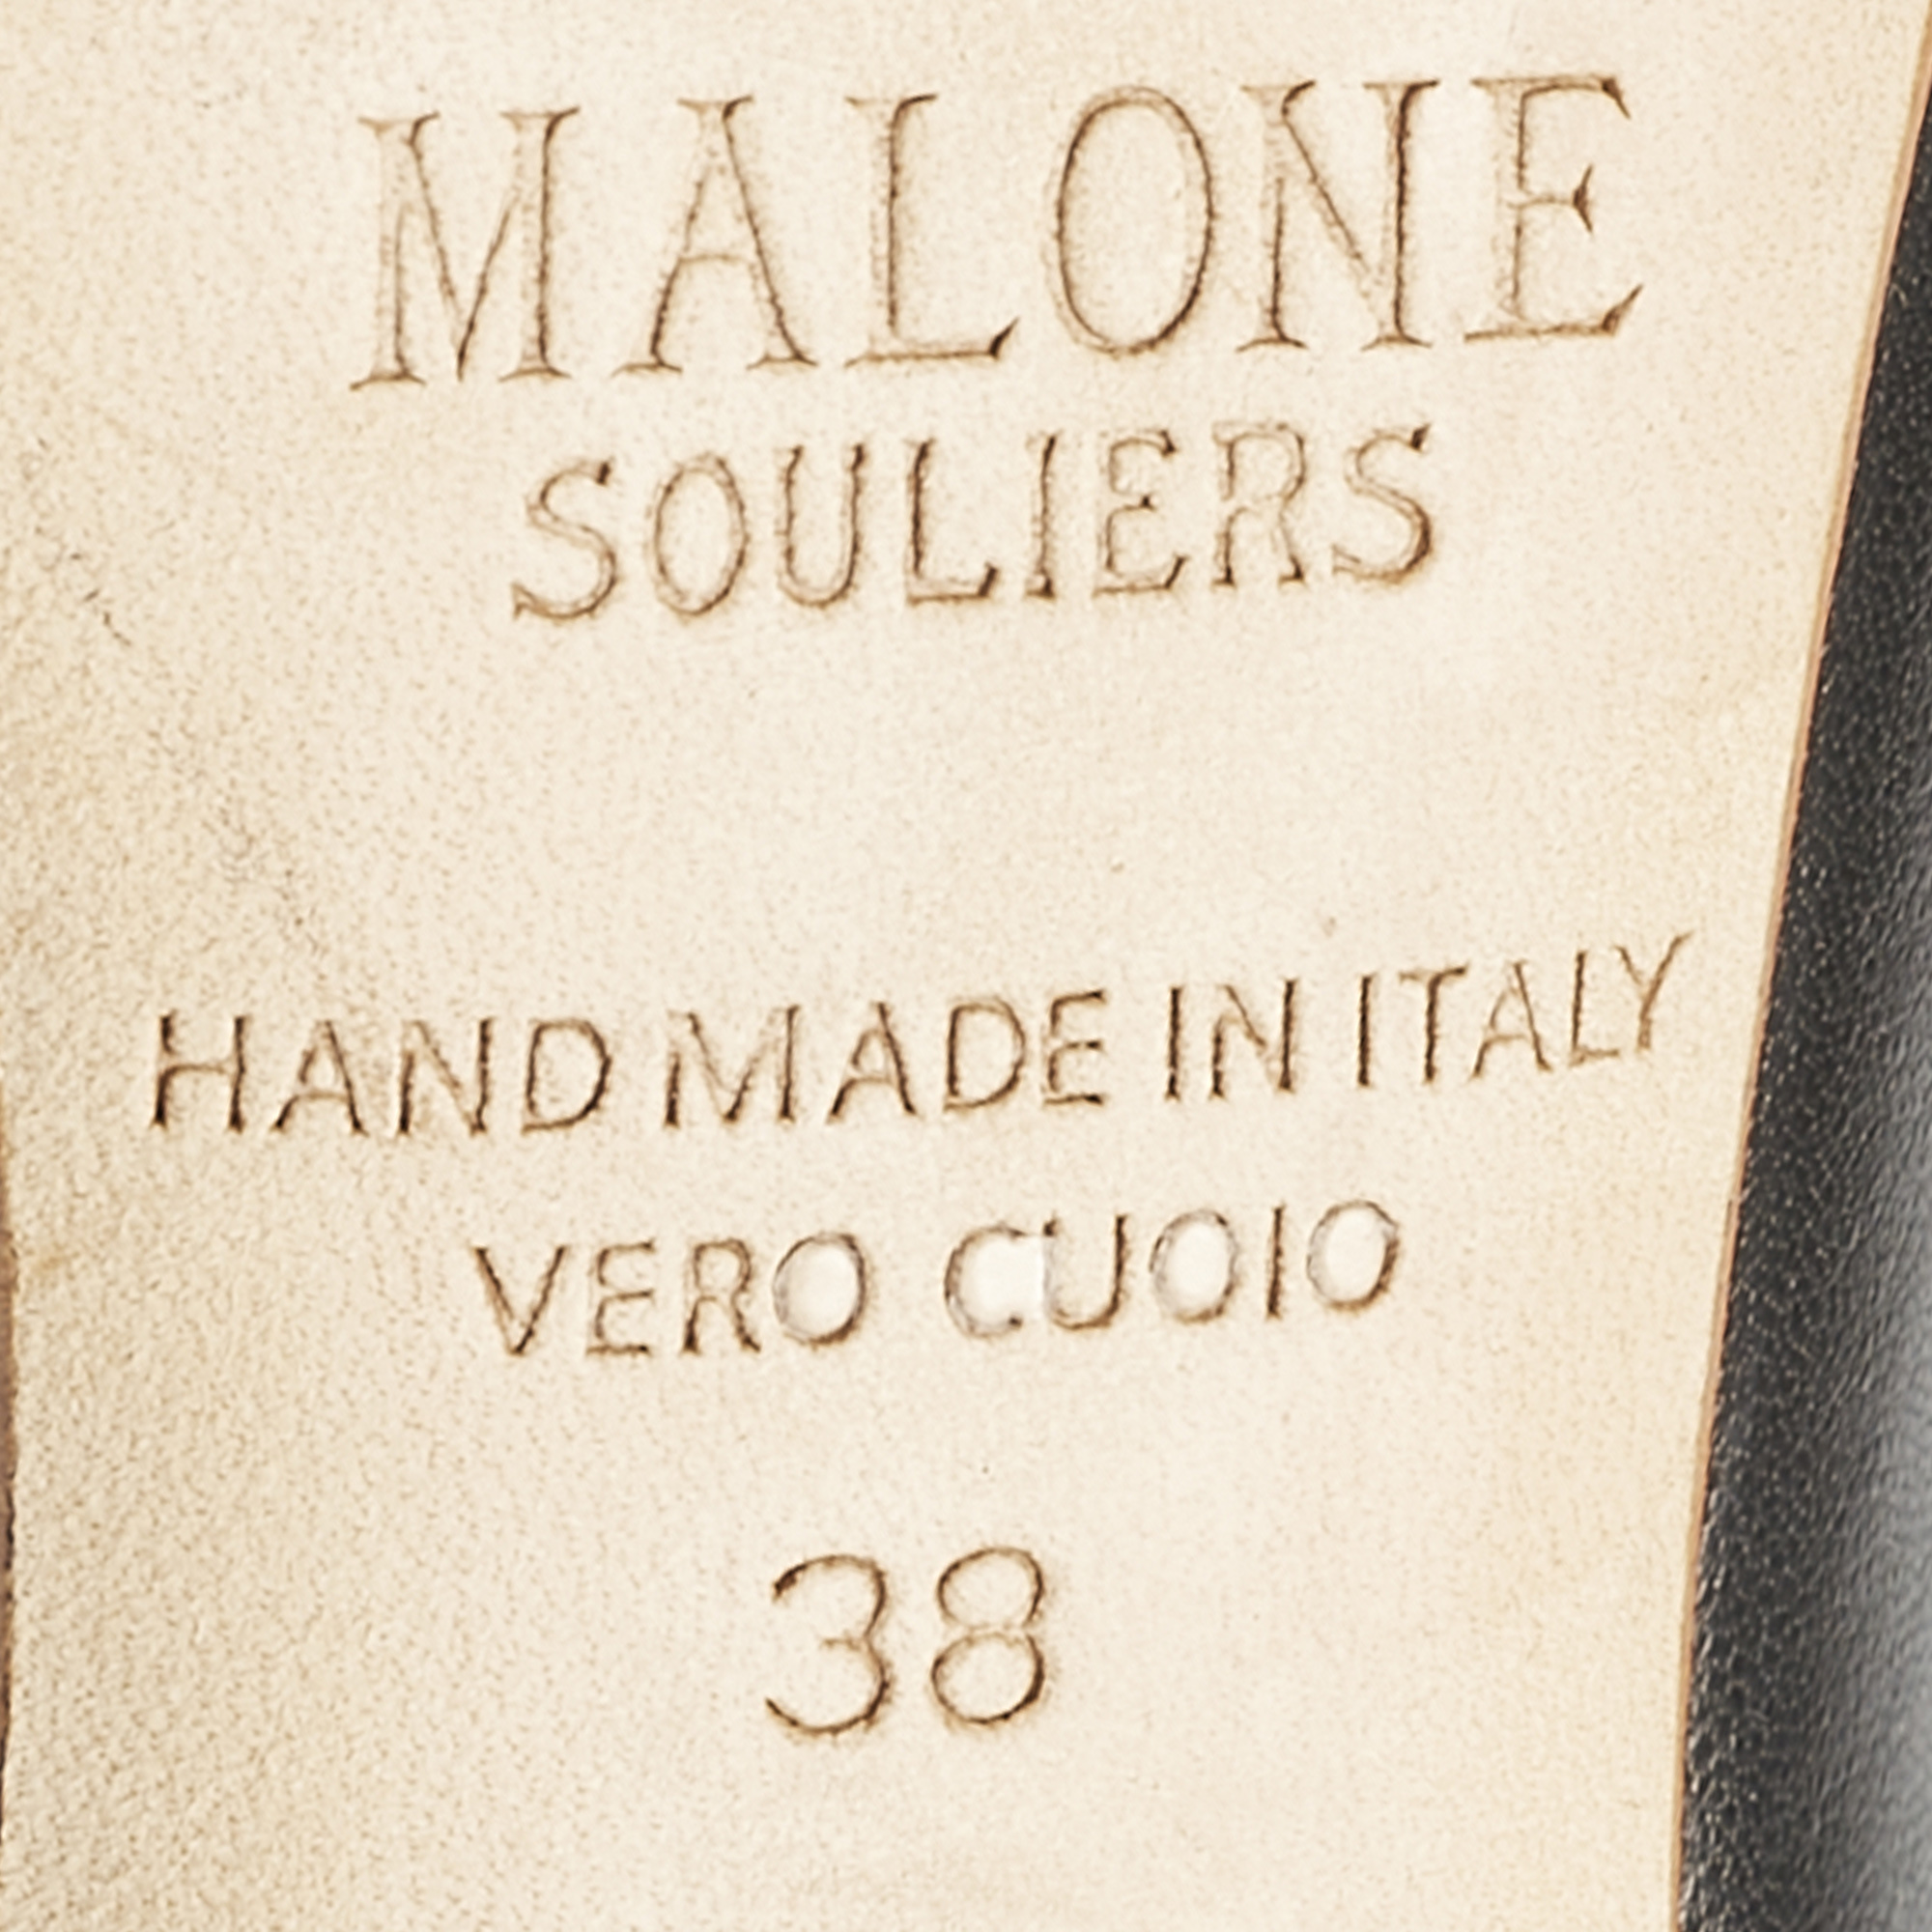 MALONE
SOULIERS
HAND MADE IN ITALY
VERO CUOIO
38